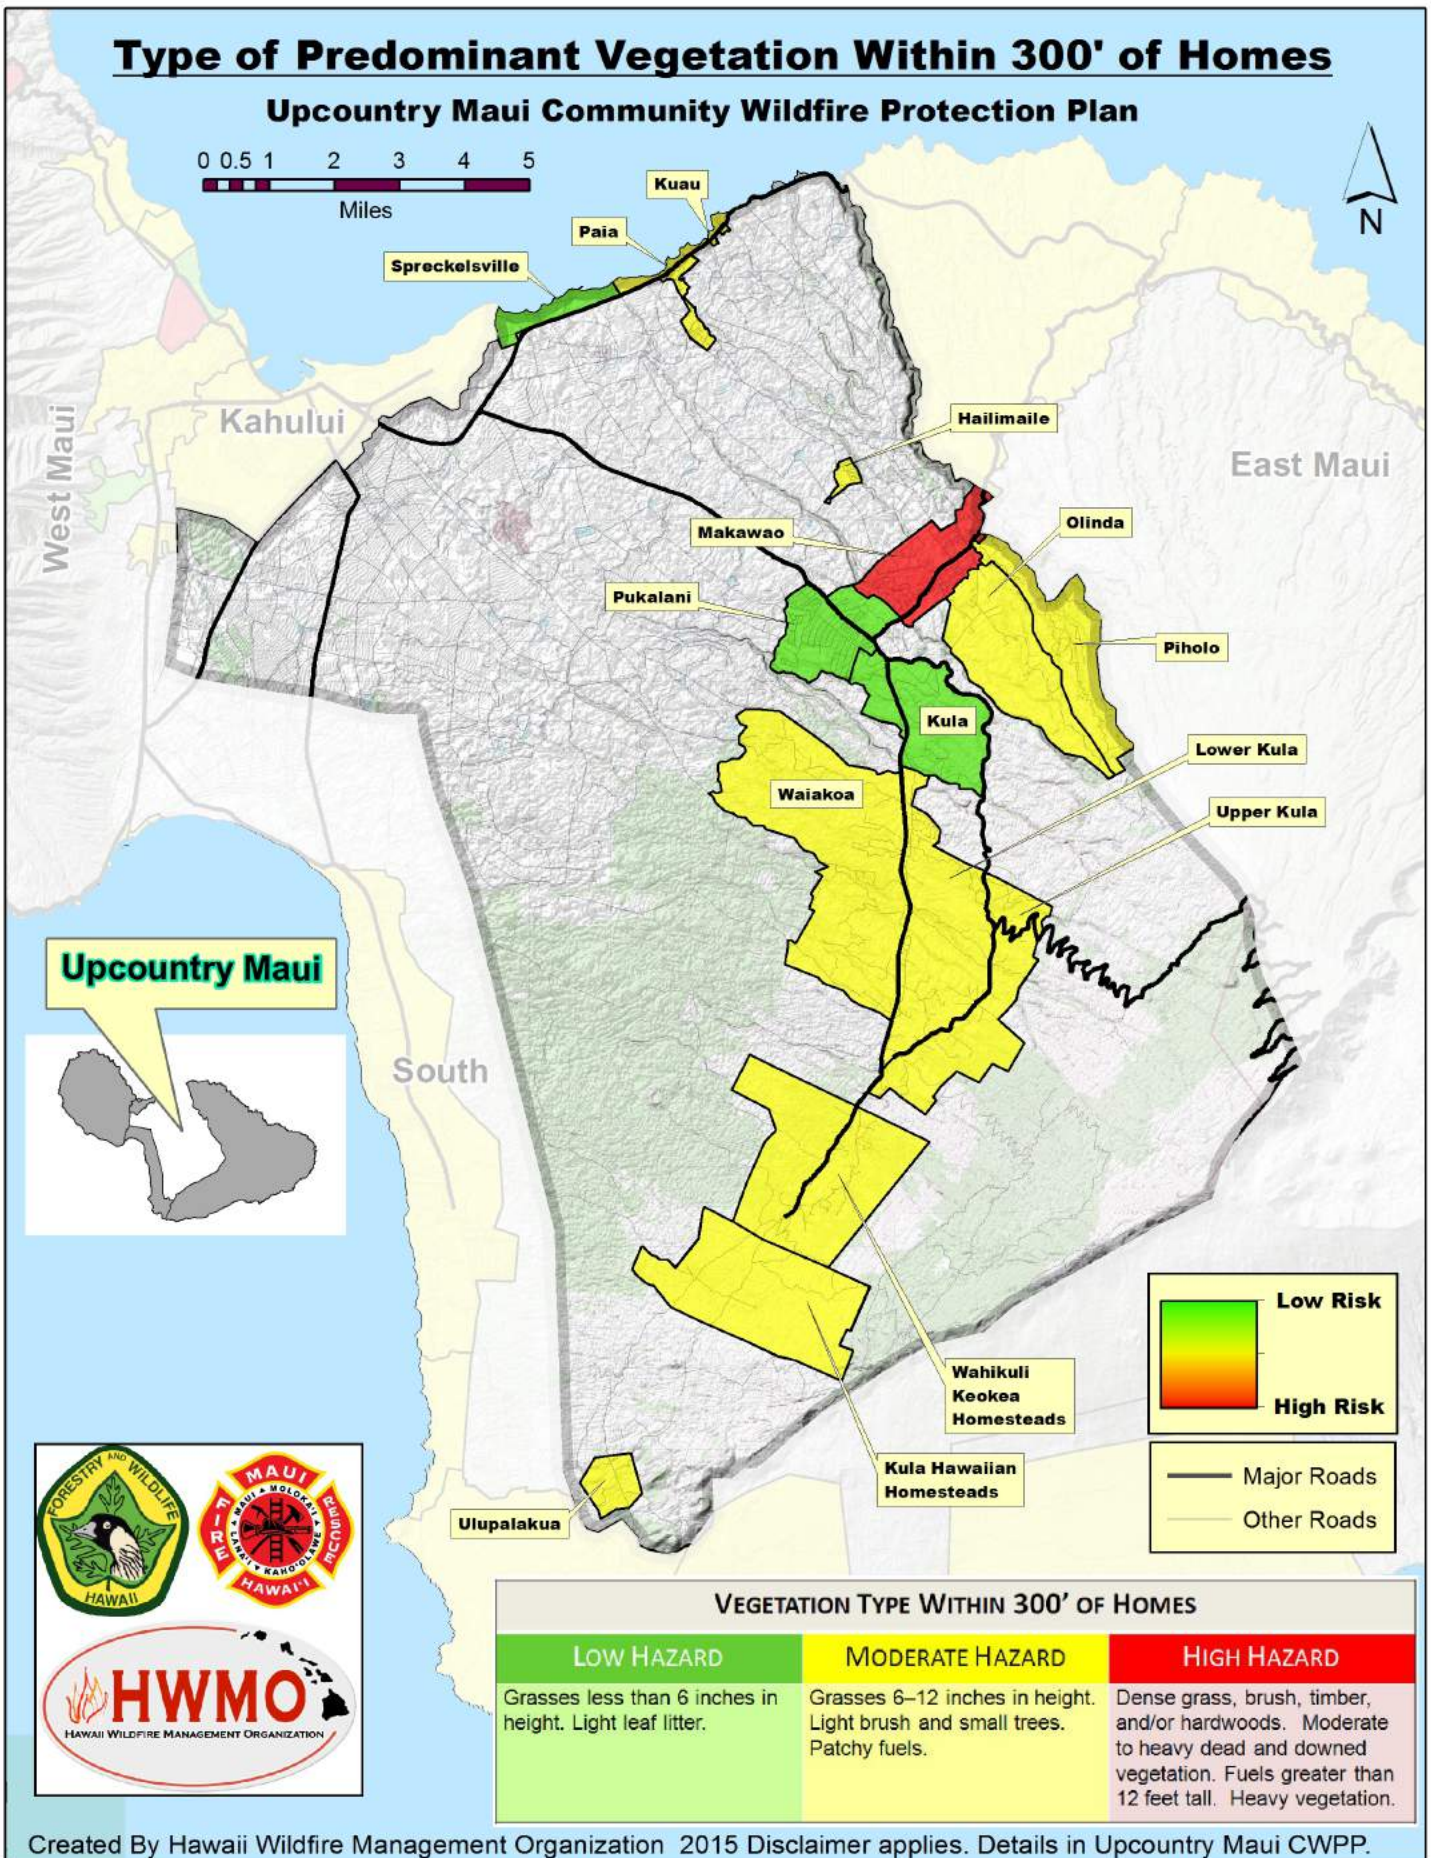 Type of Predominant Vegetation Within 300' of Homes
Upcountry Maui Community Wildfire Protection Plan
0 0.5 1 2 3 4 5
Miles
N
Kuau
Paia
Spreckelsville
Kahului
West Maui
Hailimaile
East Maui
Makawao
Olinda
Pukalani
Piholo
Kula
Lower Kula
Waiakoa
Upper Kula
Upcountry Maui
South
Low Risk
High Risk
Wahikuli
Keokea
Homesteads
Kula Hawaiian
Homesteads
Major Roads
Other Roads
Ulupalakua
FORESTRY AND WILDLIFE
HAWAII
MAUI
FIRE
RESCUE
HAWAI'I
MAUI • MOLOKA'I
LANA'I • KAHO'OLAWE
HWMO
HAWAII WILDFIRE MANAGEMENT ORGANIZATION
VEGETATION TYPE WITHIN 300' OF HOMES
LOW HAZARD
Grasses less than 6 inches in
height. Light leaf litter.
MODERATE HAZARD
Grasses 6–12 inches in height.
Light brush and small trees.
Patchy fuels.
HIGH HAZARD
Dense grass, brush, timber,
and/or hardwoods. Moderate
to heavy dead and downed
vegetation. Fuels greater than
12 feet tall. Heavy vegetation.
Created By Hawaii Wildfire Management Organization 2015 Disclaimer applies. Details in Upcountry Maui CWPP.